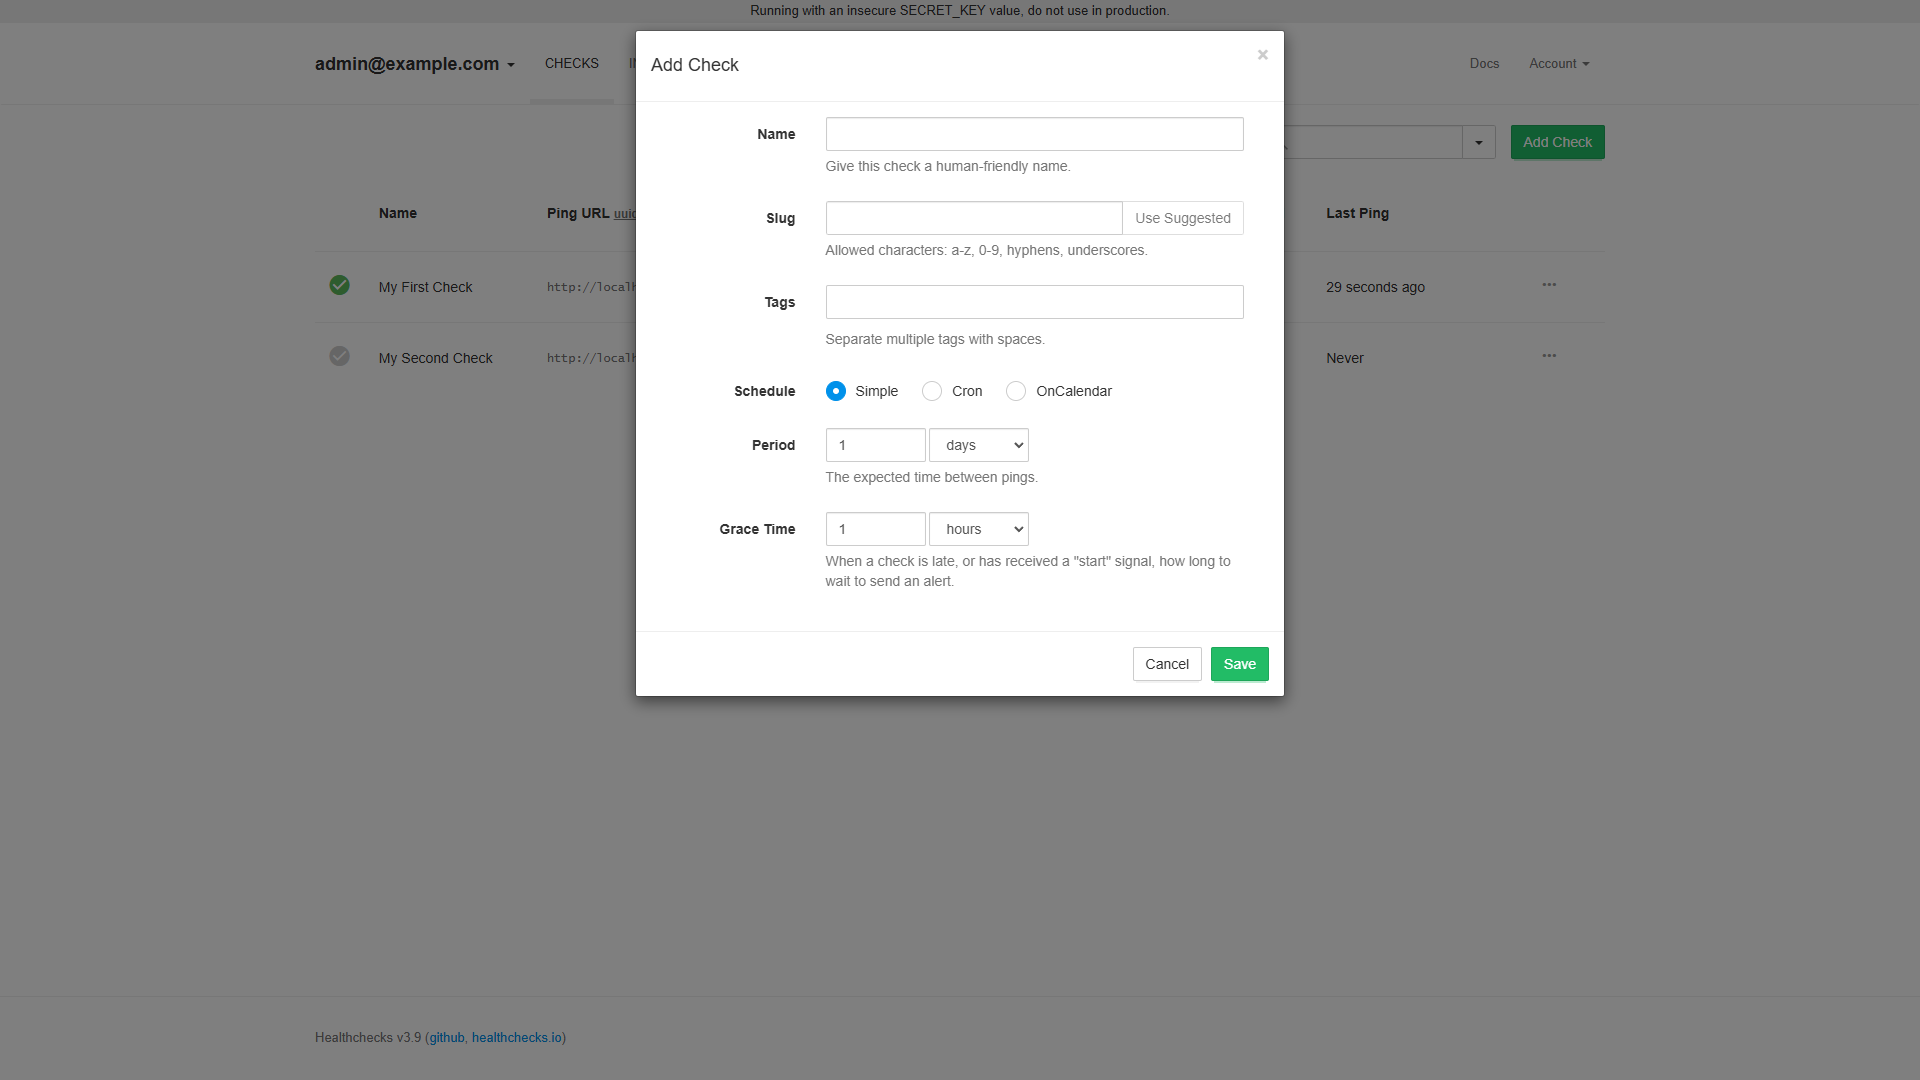 Running with an insecure SECRET_KEY value, do not use in production.
admin@example.com
CHECKS
Docs
Account
Add Check
×
Name
Give this check a human-friendly name.
Slug
Use Suggested
Allowed characters: a-z, 0-9, hyphens, underscores.
Tags
Separate multiple tags with spaces.
Schedule
Simple
Cron
OnCalendar
Period
1
days
The expected time between pings.
Grace Time
1
hours
When a check is late, or has received a "start" signal, how long to
wait to send an alert.
Cancel
Save
Add Check
Name
Ping URL
Last Ping
My First Check
http://local
29 seconds ago
My Second Check
http://local
Never
Healthchecks v3.9 (github, healthchecks.io)